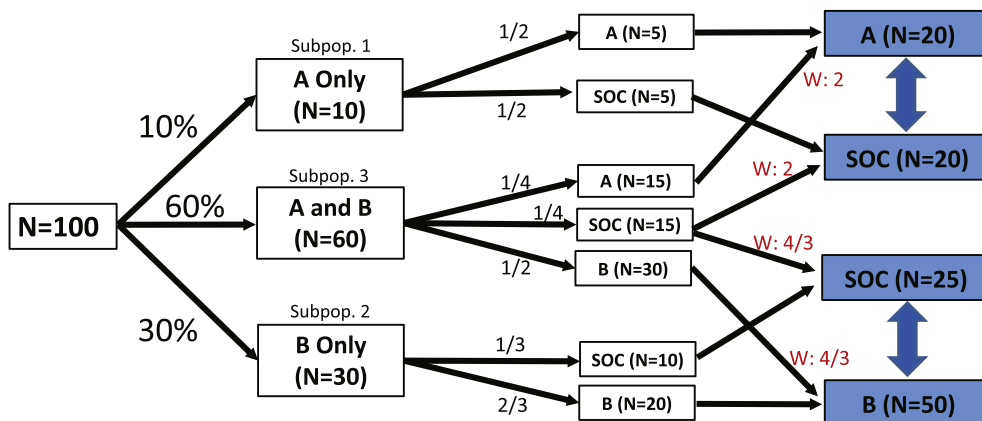 N=100
10%
60%
30%
Subpop. 1
A Only
(N=10)
Subpop. 3
A and B
(N=60)
Subpop. 2
B Only
(N=30)
1/2
1/2
1/4
1/4
1/2
1/3
2/3
A (N=5)
SOC (N=5)
A (N=15)
SOC (N=15)
B (N=30)
SOC (N=10)
B (N=20)
W: 2
W: 2
W: 4/3
W: 4/3
A (N=20)
SOC (N=20)
SOC (N=25)
B (N=50)